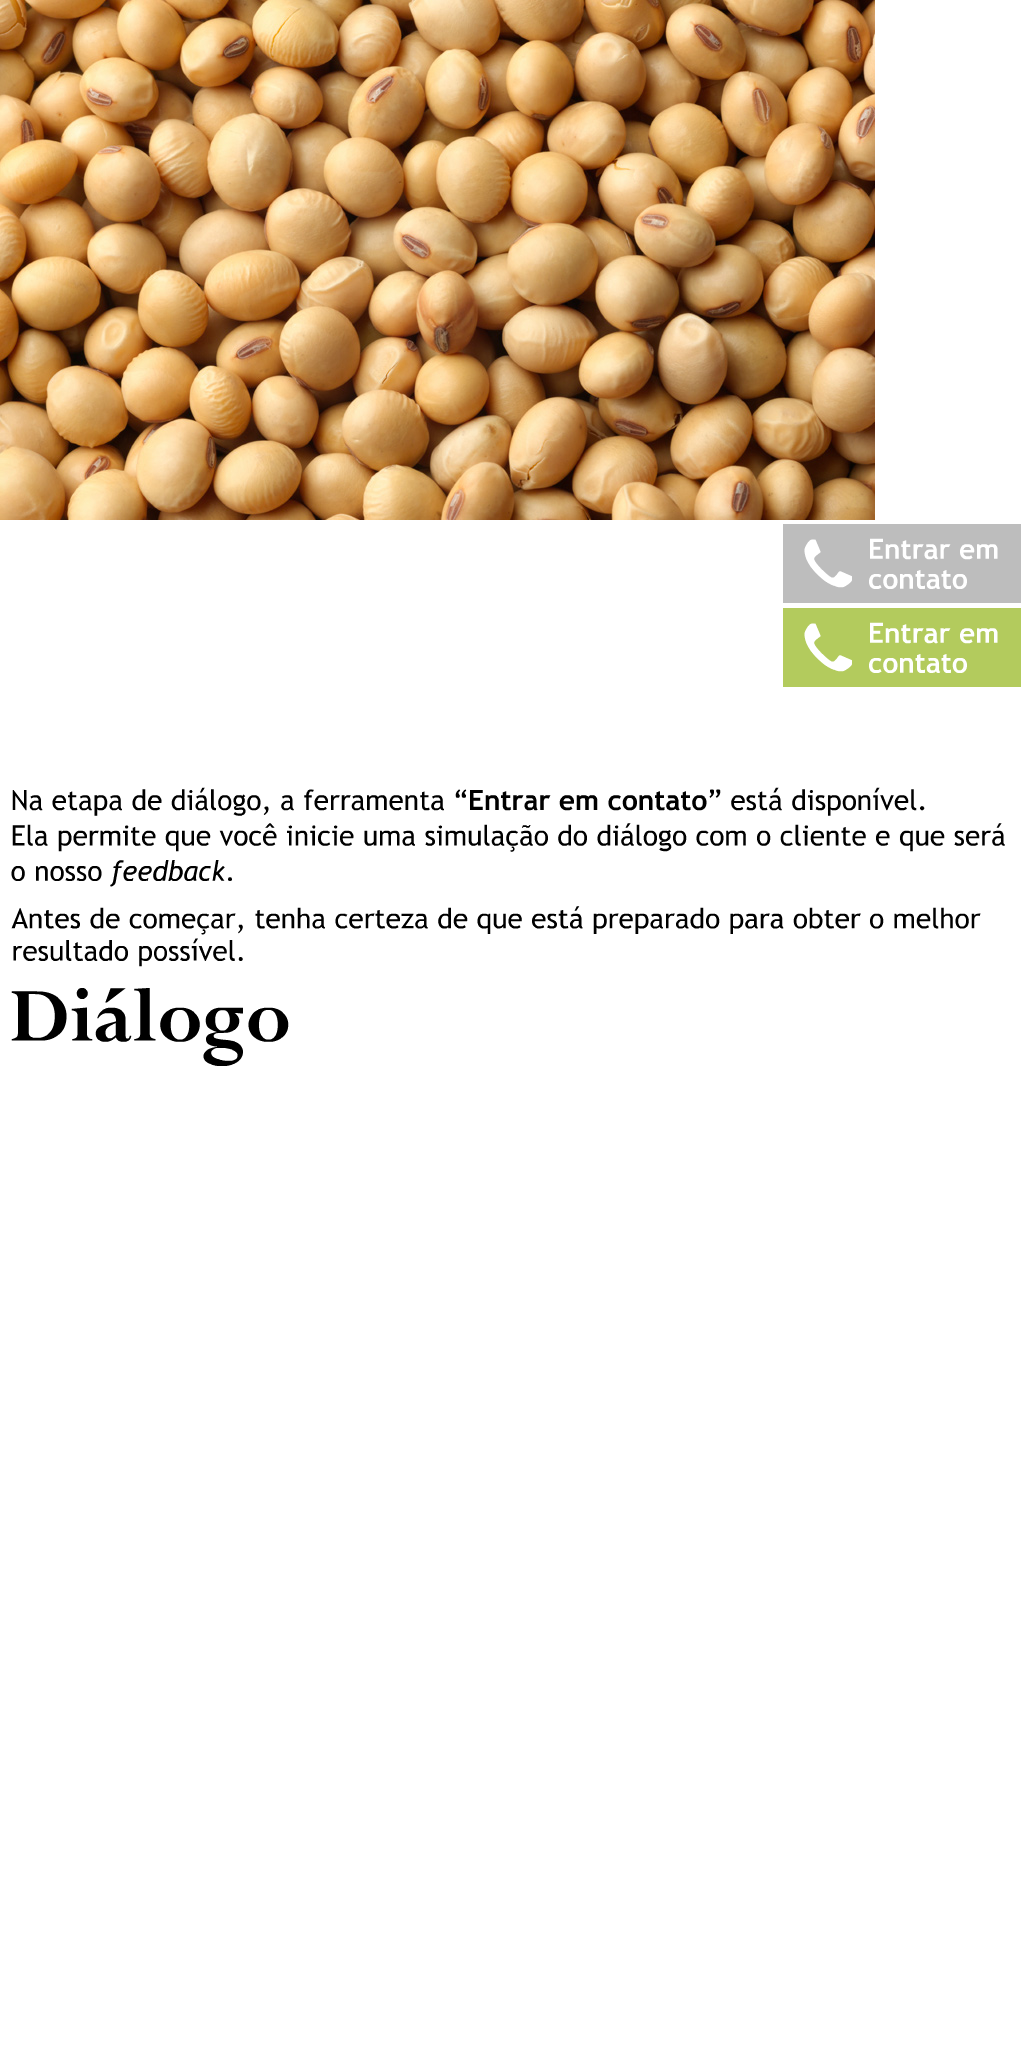 Entrar em
contato
Entrar em
contato
Na etapa de diálogo, a ferramenta “Entrar em contato” está disponível.
Ela permite que você inicie uma simulação do diálogo com o cliente e que será
o nosso feedback.
Antes de começar, tenha certeza de que está preparado para obter o melhor
resultado possível.
Diálogo